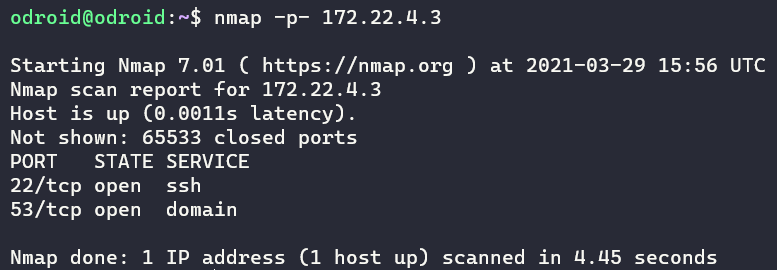 odroid@odroid:~$ nmap -p- 172.22.4.3
Starting Nmap 7.01 ( https://nmap.org ) at 2021-03-29 15:56 UTC
Nmap scan report for 172.22.4.3
Host is up (0.0011s latency).
Not shown: 65533 closed ports
PORT   STATE SERVICE
22/tcp open  ssh
53/tcp open  domain
Nmap done: 1 IP address (1 host up) scanned in 4.45 seconds